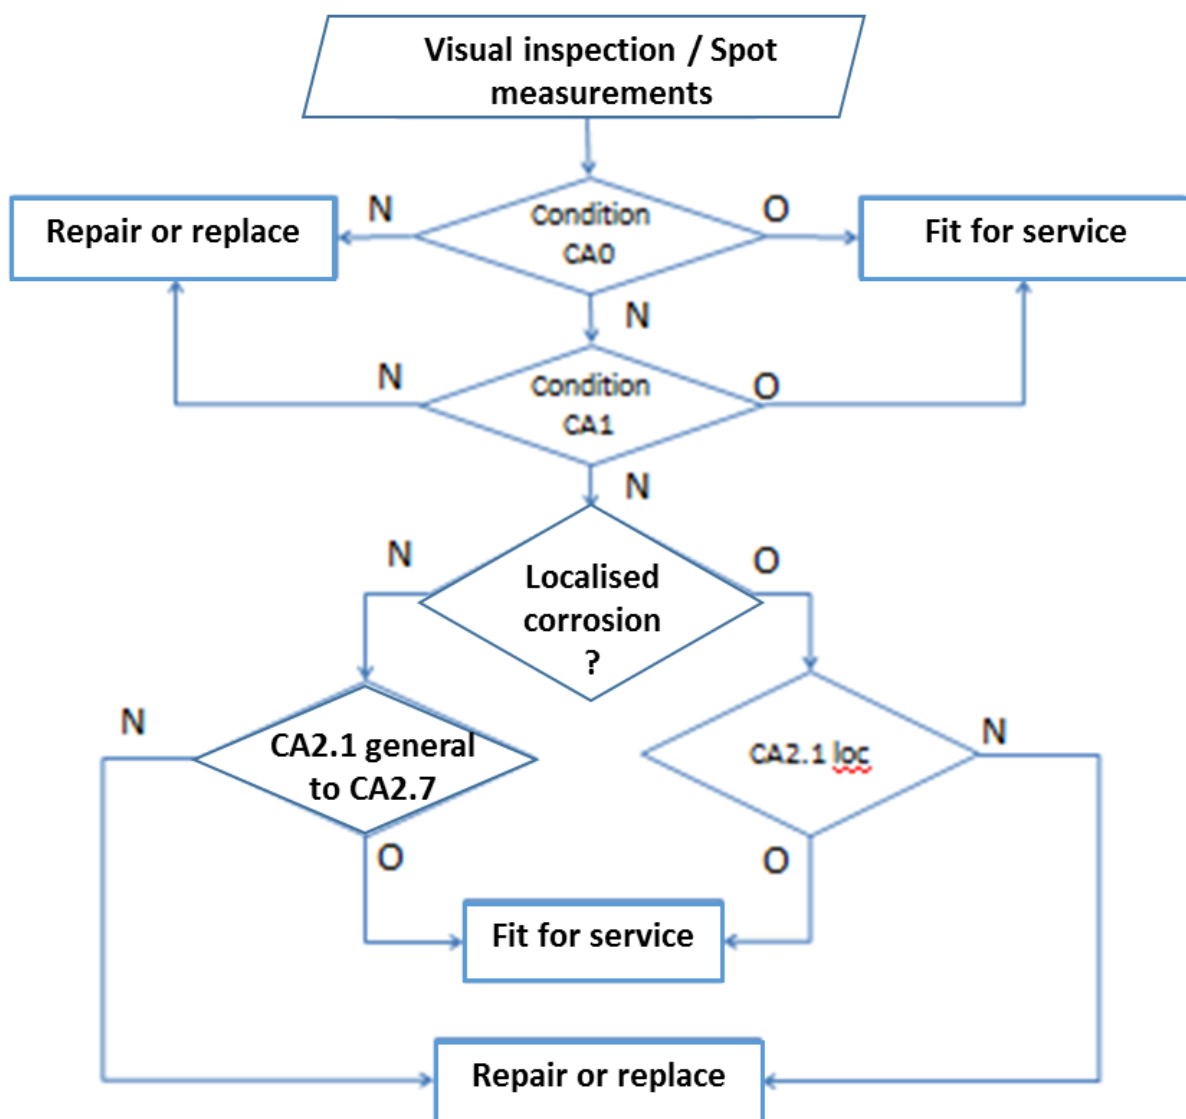 Visual inspection / Spot
measurements
N
Condition
CA0
O
Repair or replace
Fit for service
N
N
Condition
CA1
O
N
N
Localised
corrosion
?
O
N
CA2.1 general
to CA2.7
CA2.1 loc
N
O
O
Fit for service
Repair or replace